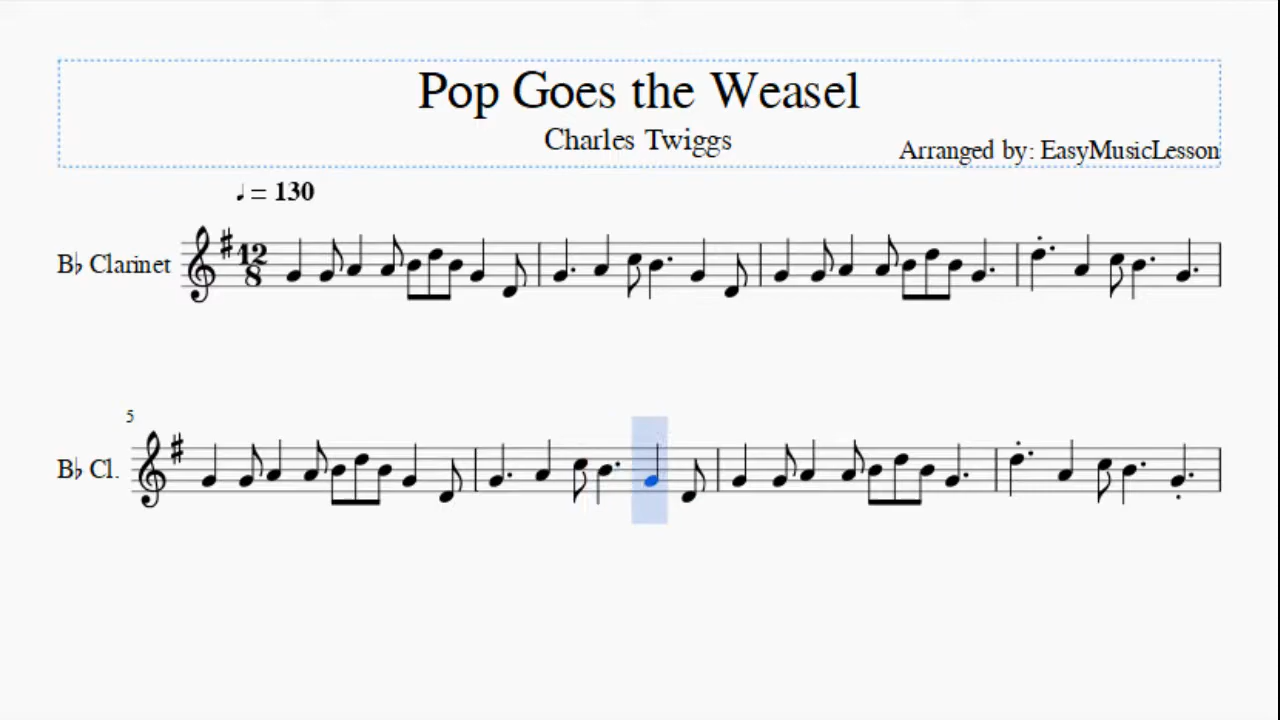 Pop Goes the Weasel
Charles Twiggs
Arranged by: EasyMusicLesson
♩ = 130
B♭ Clarinet
12
8
5
B♭ Cl.